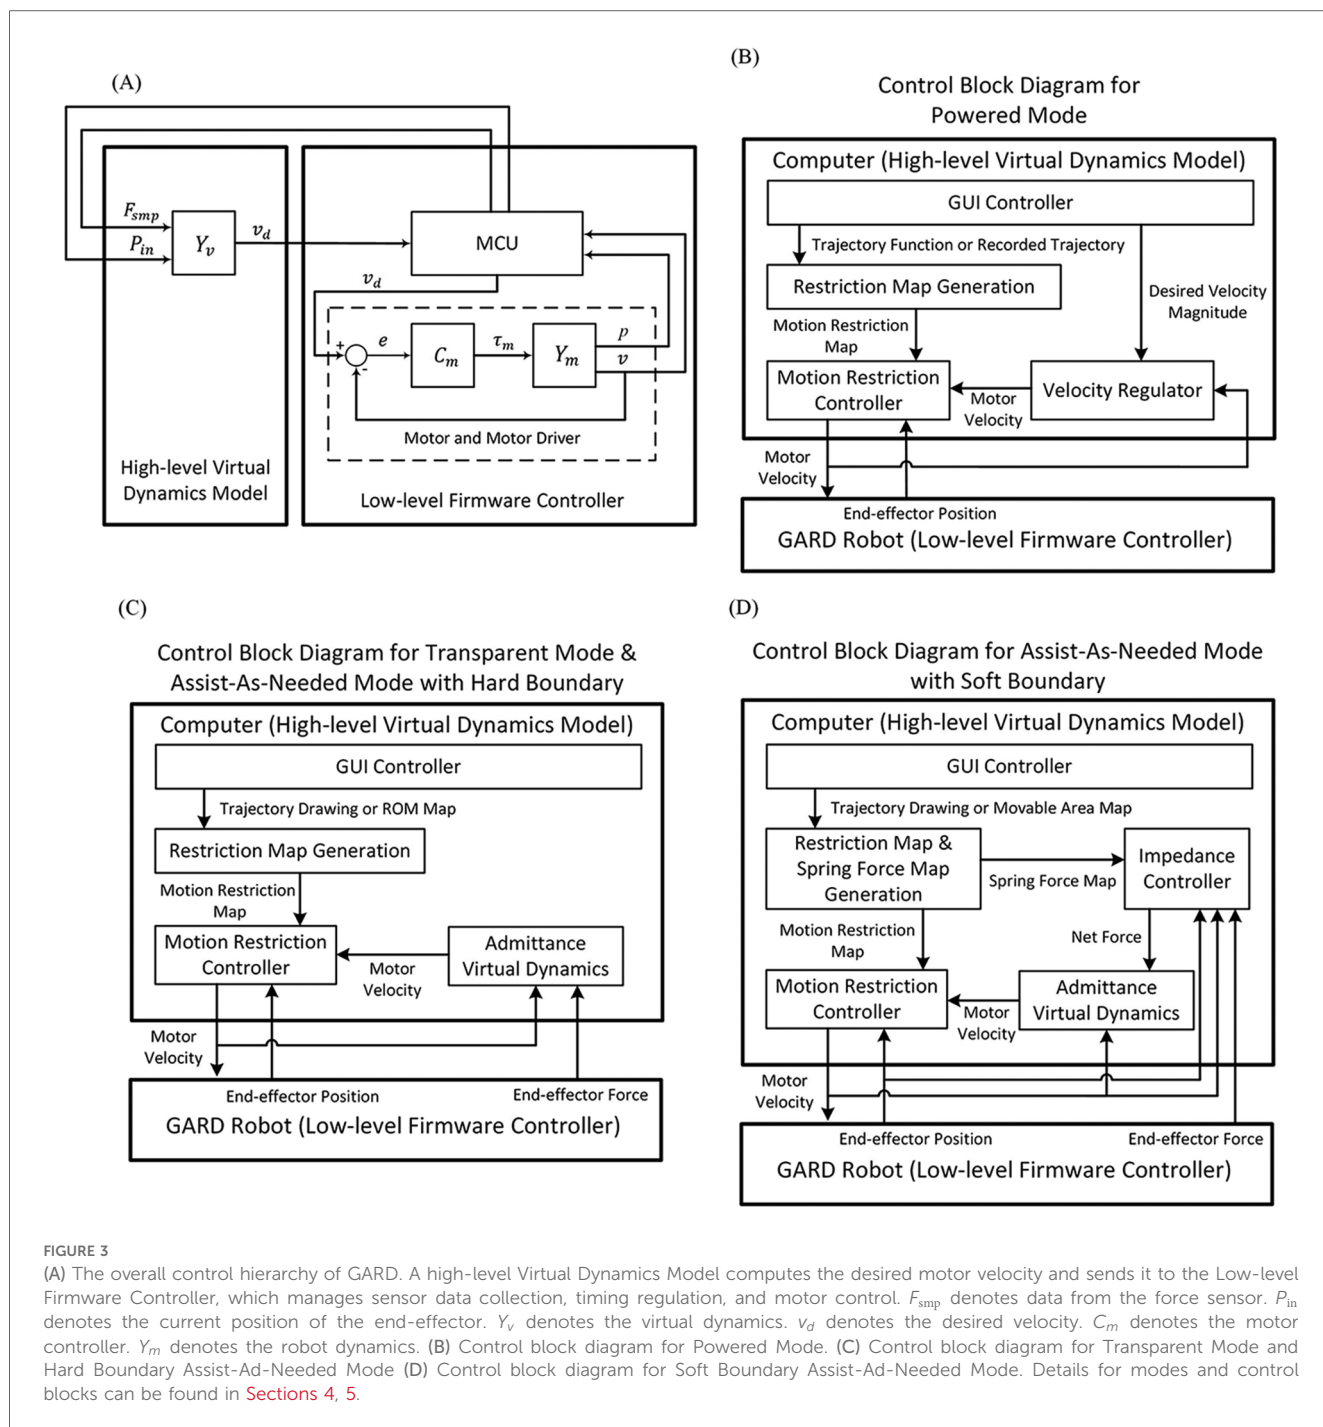 (A)
F_smp
P_in
Y_v
v_d
MCU
v_d
+
-
e
C_m
τ_m
Y_m
p
v
Motor and Motor Driver
High-level Virtual
Dynamics Model
Low-level Firmware Controller
(B)
Control Block Diagram for
Powered Mode
Computer (High-level Virtual Dynamics Model)
GUI Controller
Trajectory Function or Recorded Trajectory
Restriction Map Generation
Desired Velocity
Magnitude
Motion Restriction
Map
Motion Restriction
Controller
Motor
Velocity
Velocity Regulator
Motor
Velocity
End-effector Position
GARD Robot (Low-level Firmware Controller)
(C)
Control Block Diagram for Transparent Mode &
Assist-As-Needed Mode with Hard Boundary
Computer (High-level Virtual Dynamics Model)
GUI Controller
Trajectory Drawing or ROM Map
Restriction Map Generation
Motion Restriction
Map
Motion Restriction
Controller
Motor
Velocity
Admittance
Virtual Dynamics
Motor
Velocity
End-effector Position
End-effector Force
GARD Robot (Low-level Firmware Controller)
(D)
Control Block Diagram for Assist-As-Needed Mode
with Soft Boundary
Computer (High-level Virtual Dynamics Model)
GUI Controller
Trajectory Drawing or Movable Area Map
Restriction Map &
Spring Force Map
Generation
Spring Force Map
Impedance
Controller
Motion Restriction
Map
Net Force
Motion Restriction
Controller
Motor
Velocity
Admittance
Virtual Dynamics
Motor
Velocity
End-effector Position
End-effector Force
GARD Robot (Low-level Firmware Controller)
FIGURE 3
(A) The overall control hierarchy of GARD. A high-level Virtual Dynamics Model computes the desired motor velocity and sends it to the Low-level
Firmware Controller, which manages sensor data collection, timing regulation, and motor control. F_smp denotes data from the force sensor. P_in
denotes the current position of the end-effector. Y_v denotes the virtual dynamics. v_d denotes the desired velocity. C_m denotes the motor
controller. Y_m denotes the robot dynamics. (B) Control block diagram for Powered Mode. (C) Control block diagram for Transparent Mode and
Hard Boundary Assist-Ad-Needed Mode (D) Control block diagram for Soft Boundary Assist-Ad-Needed Mode. Details for modes and control
blocks can be found in Sections 4, 5.